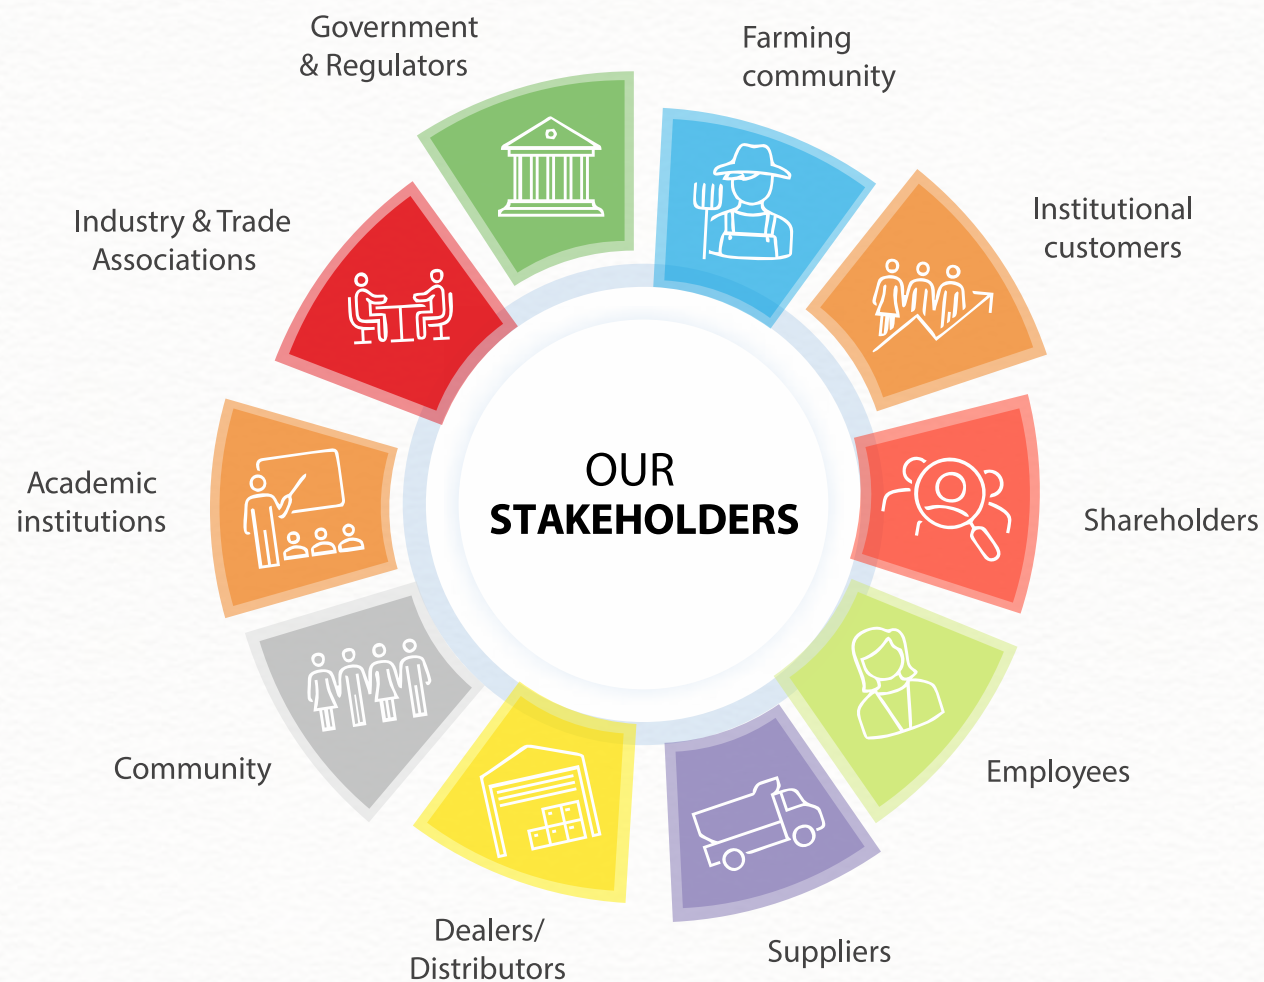 Government
& Regulators
Farming
community
Institutional
customers
Shareholders
Employees
Suppliers
Dealers/
Distributors
Community
Academic
institutions
Industry & Trade
Associations
OUR
STAKEHOLDERS